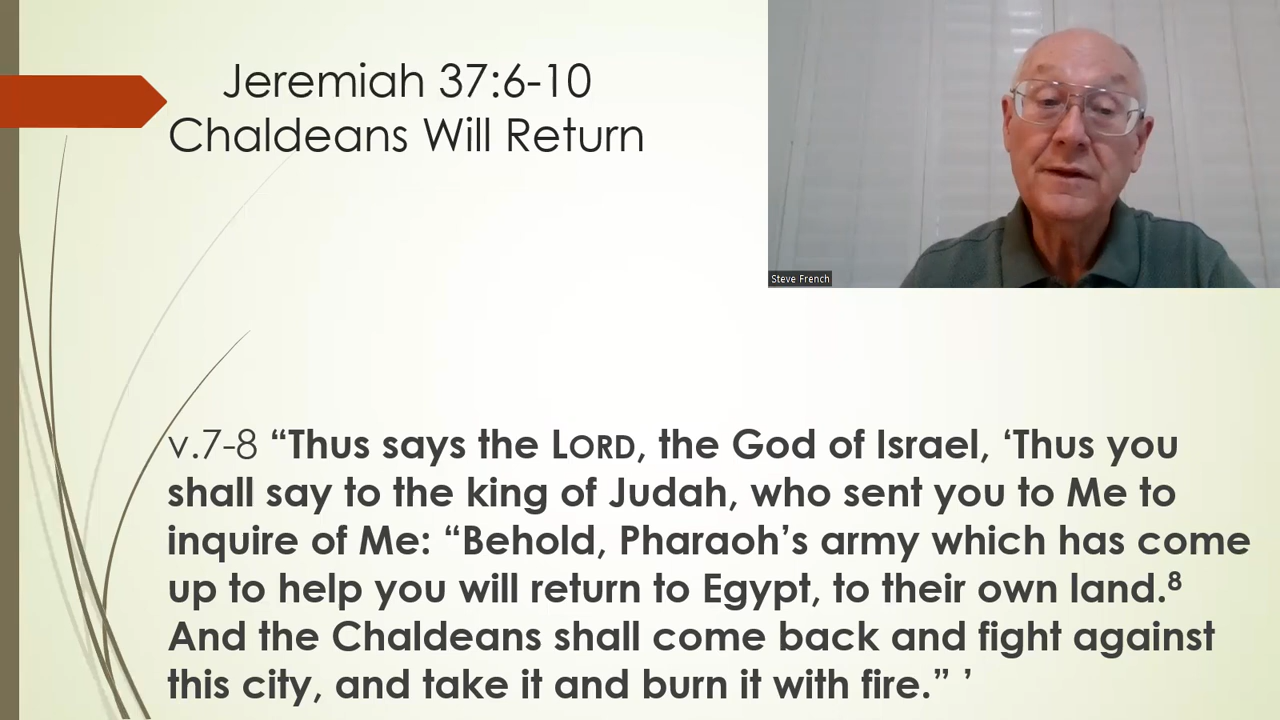 Jeremiah 37:6-10
Chaldeans Will Return
Steve French
v.7-8 “Thus says the LORD, the God of Israel, ‘Thus you
shall say to the king of Judah, who sent you to Me to
inquire of Me: “Behold, Pharaoh’s army which has come
up to help you will return to Egypt, to their own land.⁸
And the Chaldeans shall come back and fight against
this city, and take it and burn it with fire.” ’